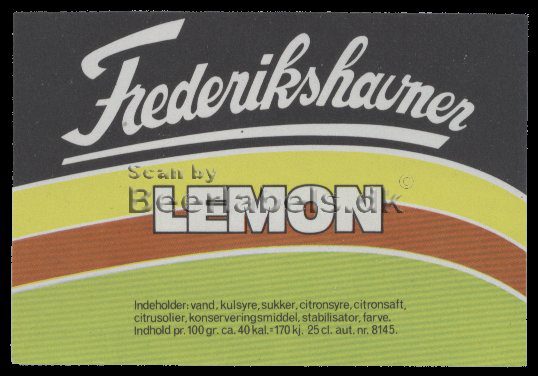 Frederikshavner
Scan by
Beerlabels.dk ©
LEMON
Indeholder: vand, kulsyre, sukker, citronsyre, citronsaft,
citrusolier, konserveringsmiddel, stabilisator, farve.
Indhold pr. 100 gr. ca. 40 kal.=170 kj. 25 cl. aut. nr. 8145.